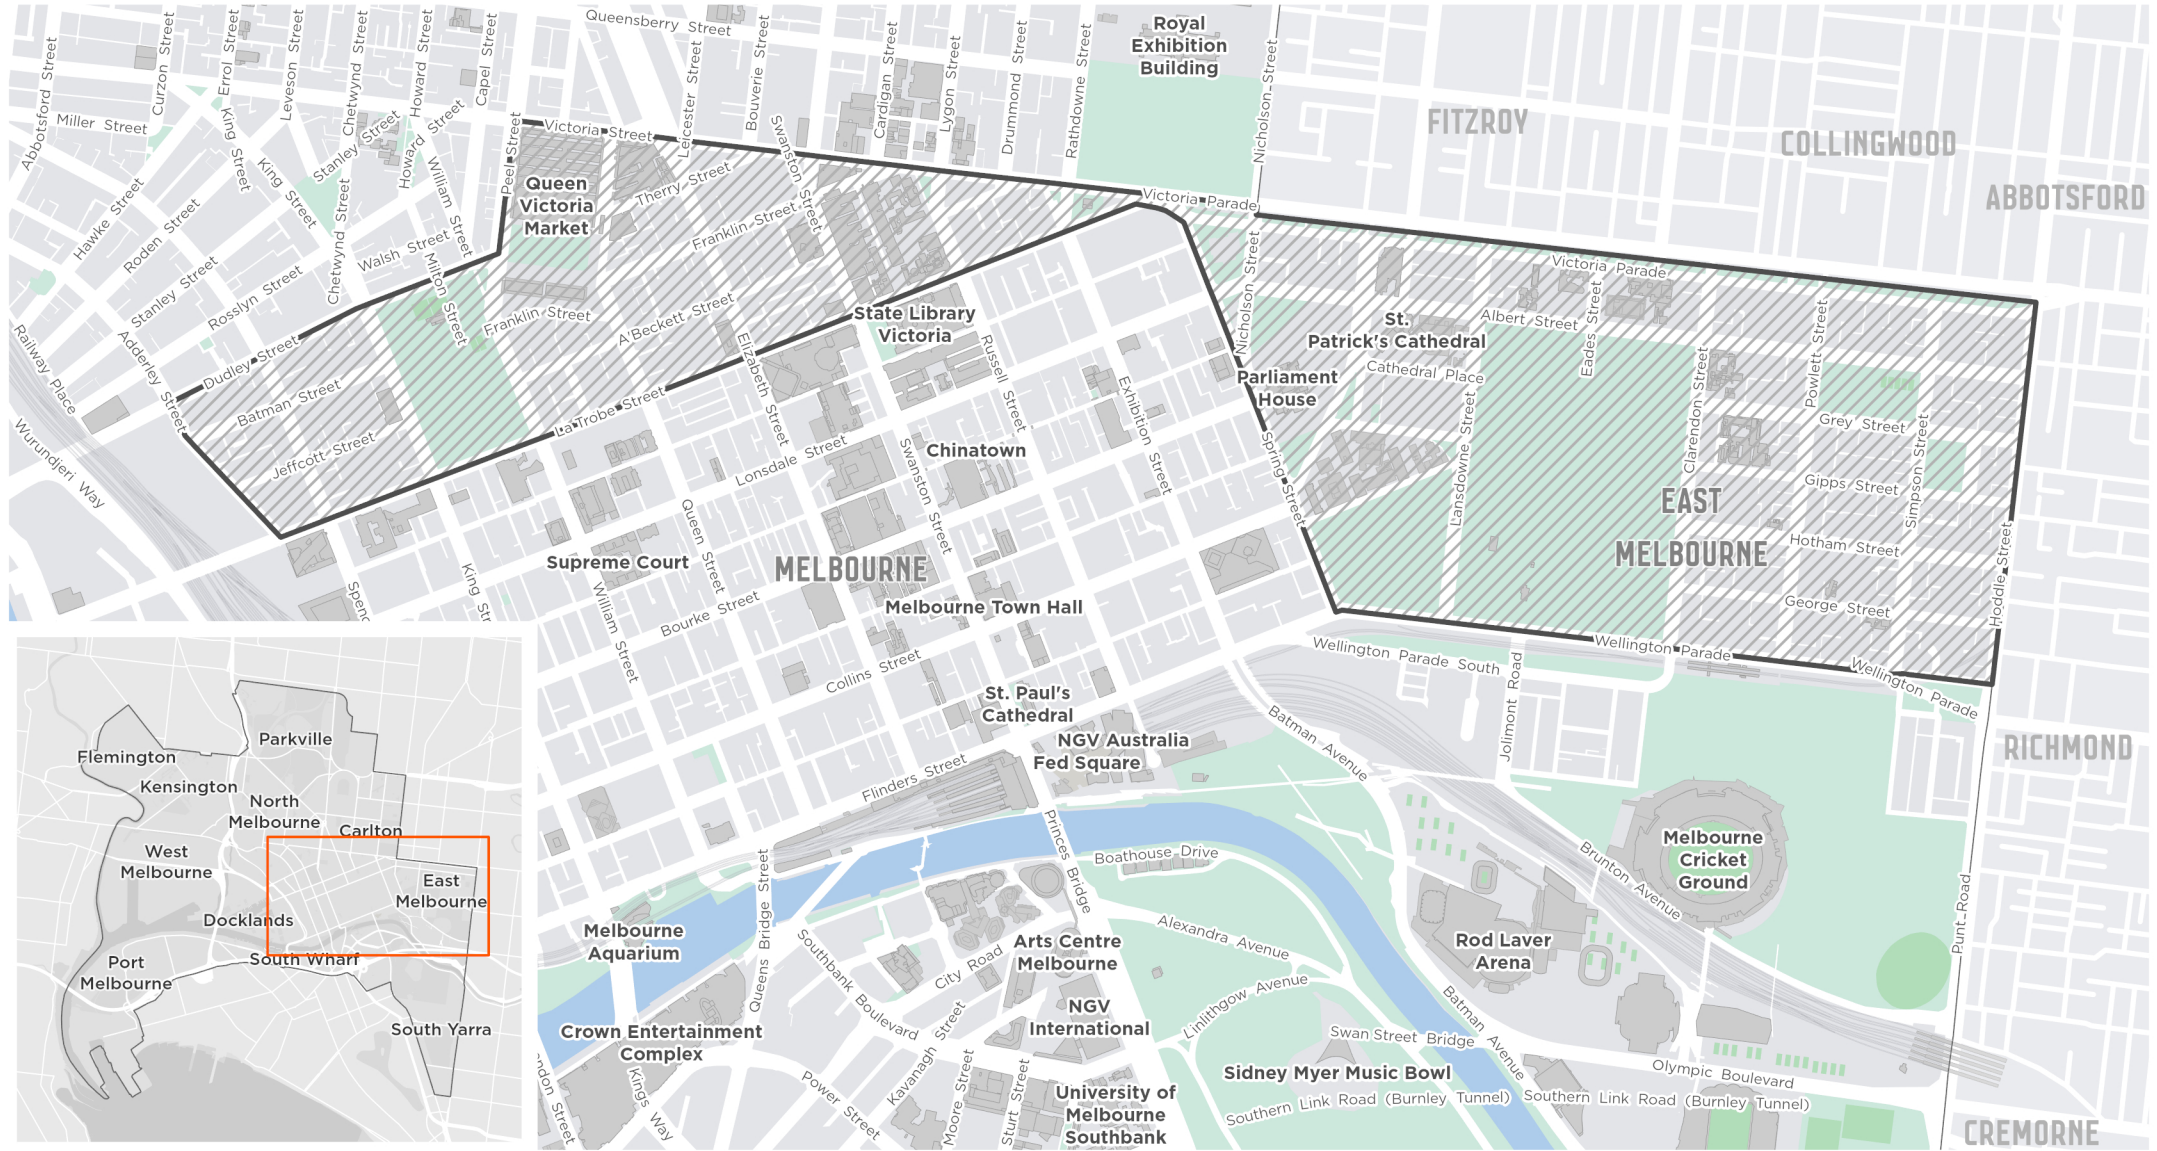 Queensberry Street
Royal
Exhibition
Building
Abbotsford Street
Curzon Street
Errol Street
Leveson Street
Chetwynd Street
Howard Street
Capel Street
Leicester Street
Bouverie Street
Cardigan Street
Lygon Street
Drummond Street
Rathdowne Street
Nicholson Street
FITZROY
COLLINGWOOD
ABBOTSFORD
Miller Street
King Street
King Street
Stanley Street
Howard Street
William Street
Peel Street
Victoria Street
Swanston Street
Therry Street
Queen
Victoria
Market
Franklin Street
Victoria Parade
Hawke Street
Roden Street
Stanley Street
Rosslyn Street
Chetwynd Street
Walsh Street
Milton Street
Franklin Street
A'Beckett Street
Nicholson Street
Victoria Parade
Railway Place
Adderley Street
Dudley Street
Batman Street
Jeffcott Street
La Trobe Street
Elizabeth Street
State Library
Victoria
Russell Street
Exhibition Street
St.
Patrick's Cathedral
Albert Street
Eades Street
Cathedral Place
Parliament
House
Powlett Street
Clarendon Street
Grey Street
Gipps Street
Simpson Street
Wurundjeri Way
Lonsdale Street
Swanston Street
Chinatown
Spring Street
Lansdowne Street
EAST
MELBOURNE
Hotham Street
George Street
Hoddle Street
Queen Street
Supreme Court
MELBOURNE
Melbourne Town Hall
Spenc
King Str
William Street
Bourke Street
Collins Street
Wellington Parade South
Wellington Parade
Wellington Parade
Jolimont Road
St. Paul's
Cathedral
NGV Australia
Fed Square
Batman Avenue
RICHMOND
Flinders Street
Princes Bridge
Boathouse Drive
Melbourne
Cricket
Ground
Brunton Avenue
Punt Road
Queens Bridge Street
Melbourne
Aquarium
Southbank Boulevard
City Road
Arts Centre
Melbourne
Alexandra Avenue
Rod Laver
Arena
Linlithgow Avenue
Batman Avenue
Crown Entertainment
Complex
Kavanagh Street
NGV
International
Swan Street Bridge
Sidney Myer Music Bowl
Olympic Boulevard
ndon Street
Kings Way
Power Street
Moore Street
Sturt Street
University of
Melbourne
Southbank
Southern Link Road (Burnley Tunnel)
Southern Link Road (Burnley Tunnel)
CREMORNE
Flemington
Parkville
Kensington
North
Melbourne
Carlton
West
Melbourne
East
Melbourne
Docklands
South Wharf
Port
Melbourne
South Yarra